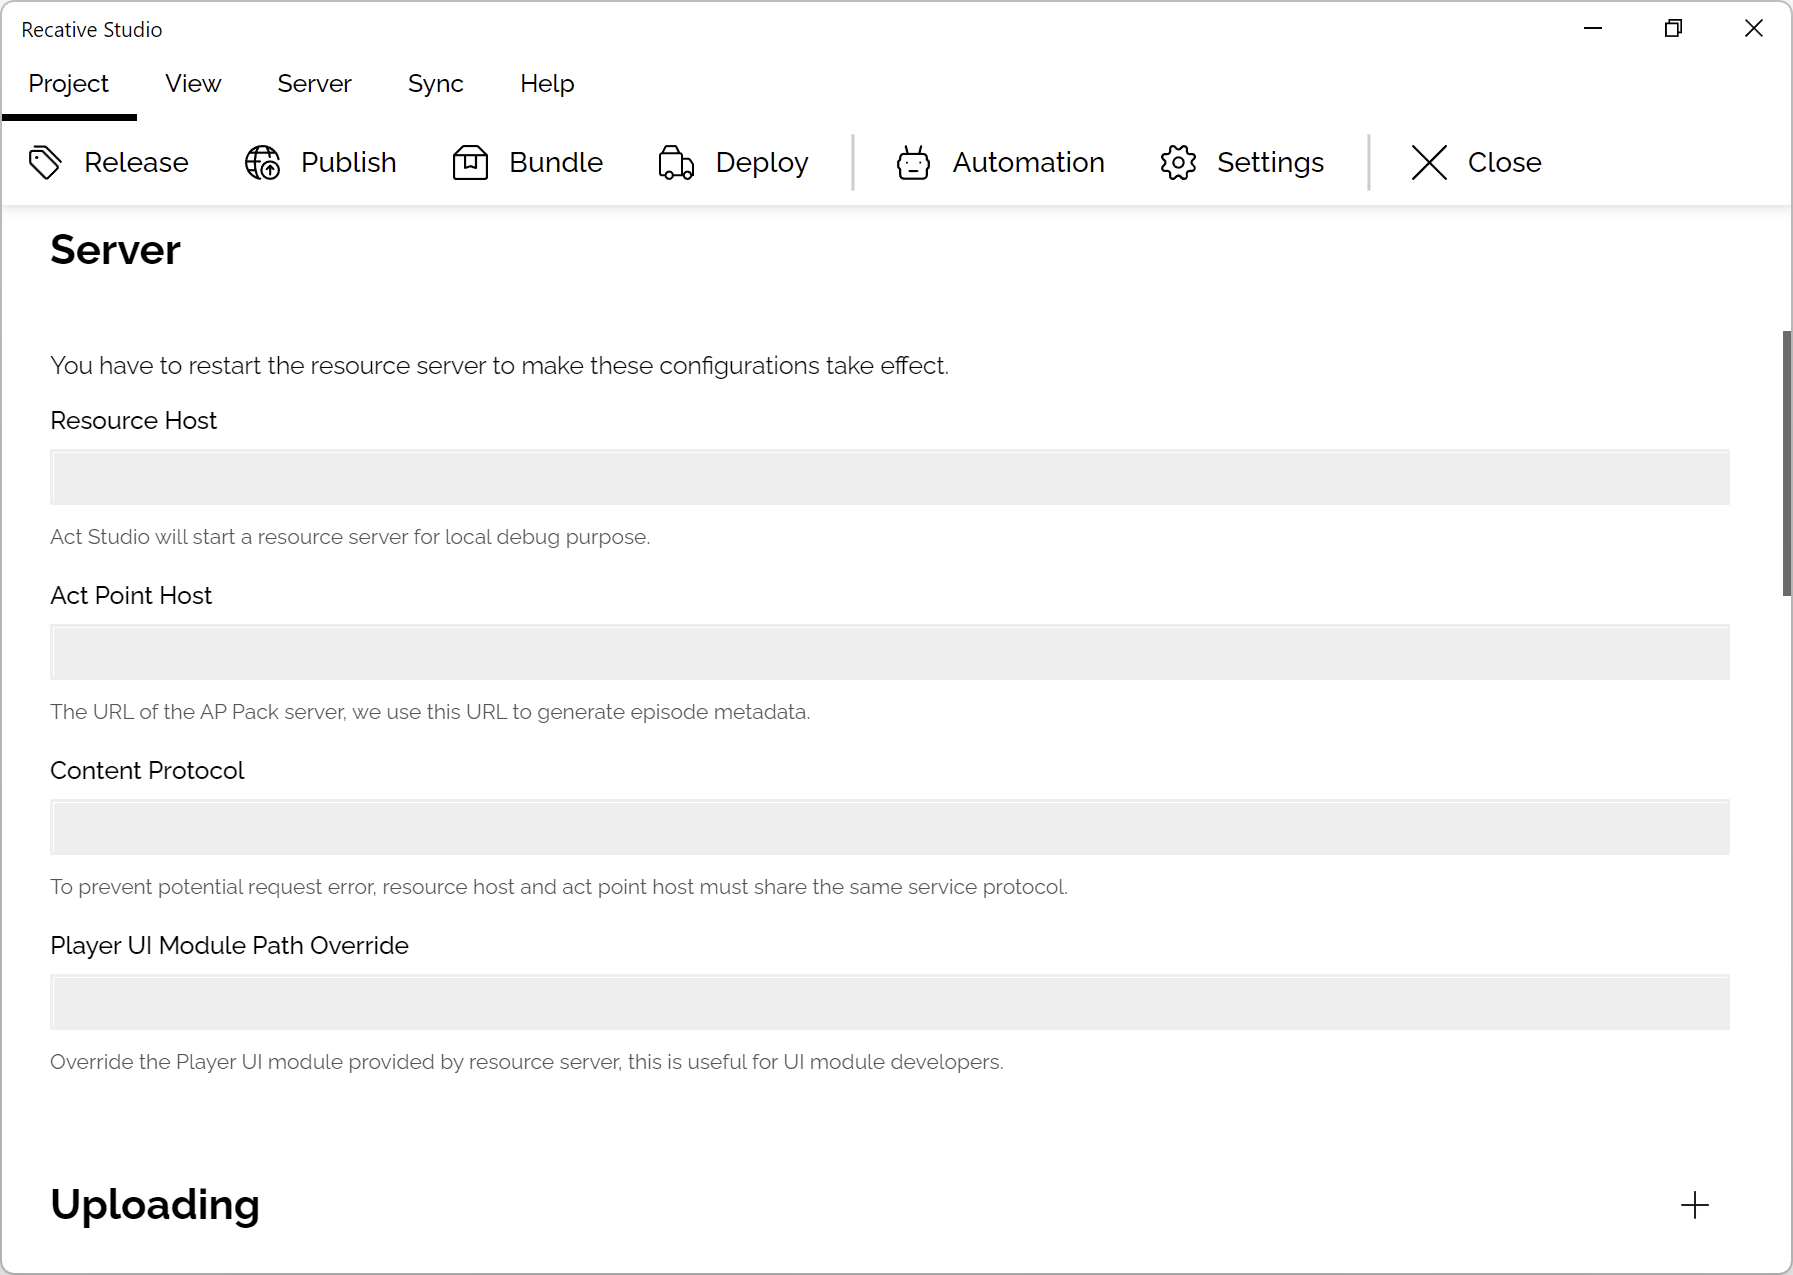 Recative Studio
Project View Server Sync Help
Release Publish Bundle Deploy Automation Settings Close
Server
You have to restart the resource server to make these configurations take effect.
Resource Host
Act Studio will start a resource server for local debug purpose.
Act Point Host
The URL of the AP Pack server, we use this URL to generate episode metadata.
Content Protocol
To prevent potential request error, resource host and act point host must share the same service protocol.
Player UI Module Path Override
Override the Player UI module provided by resource server, this is useful for UI module developers.
Uploading